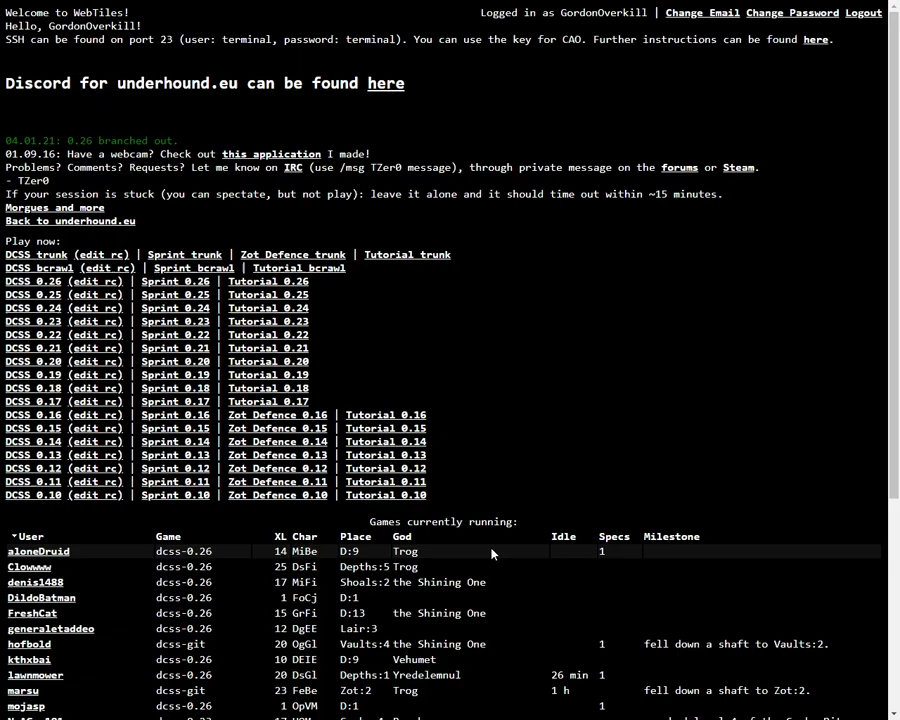 Welcome to WebTiles! Logged in as GordonOverkill | Change Email Change Password Logout
Hello, GordonOverkill!
SSH can be found on port 23 (user: terminal, password: terminal). You can use the key for CAO. Further instructions can be found here.
Discord for underhound.eu can be found here
04.01.21: 0.26 branched out.
01.09.16: Have a webcam? Check out this application I made!
Problems? Comments? Requests? Let me know on IRC (use /msg TZer0 message), through private message on the forums or Steam.
- TZer0
If your session is stuck (you can spectate, but not play): leave it alone and it should time out within ~15 minutes.
Morgues and more
Back to underhound.eu
Play now:
DCSS trunk (edit rc) | Sprint trunk | Zot Defence trunk | Tutorial trunk
DCSS bcrawl (edit rc) | Sprint bcrawl | Tutorial bcrawl
DCSS 0.26 (edit rc) | Sprint 0.26 | Tutorial 0.26
DCSS 0.25 (edit rc) | Sprint 0.25 | Tutorial 0.25
DCSS 0.24 (edit rc) | Sprint 0.24 | Tutorial 0.24
DCSS 0.23 (edit rc) | Sprint 0.23 | Tutorial 0.23
DCSS 0.22 (edit rc) | Sprint 0.22 | Tutorial 0.22
DCSS 0.21 (edit rc) | Sprint 0.21 | Tutorial 0.21
DCSS 0.20 (edit rc) | Sprint 0.20 | Tutorial 0.20
DCSS 0.19 (edit rc) | Sprint 0.19 | Tutorial 0.19
DCSS 0.18 (edit rc) | Sprint 0.18 | Tutorial 0.18
DCSS 0.17 (edit rc) | Sprint 0.17 | Tutorial 0.17
DCSS 0.16 (edit rc) | Sprint 0.16 | Zot Defence 0.16 | Tutorial 0.16
DCSS 0.15 (edit rc) | Sprint 0.15 | Zot Defence 0.15 | Tutorial 0.15
DCSS 0.14 (edit rc) | Sprint 0.14 | Zot Defence 0.14 | Tutorial 0.14
DCSS 0.13 (edit rc) | Sprint 0.13 | Zot Defence 0.13 | Tutorial 0.13
DCSS 0.12 (edit rc) | Sprint 0.12 | Zot Defence 0.12 | Tutorial 0.12
DCSS 0.11 (edit rc) | Sprint 0.11 | Zot Defence 0.11 | Tutorial 0.11
DCSS 0.10 (edit rc) | Sprint 0.10 | Zot Defence 0.10 | Tutorial 0.10
Games currently running:
User Game XL Char Place God Idle Specs Milestone
aloneDruid dcss-0.26 14 MiBe D:9 Trog 1
Clowwww dcss-0.26 25 DsFi Depths:5 Trog
denis1488 dcss-0.26 17 MiFi Shoals:2 the Shining One
DildoBatman dcss-0.26 1 FoCj D:1
FreshCat dcss-0.26 15 GrFi D:13 the Shining One
generaletaddeo dcss-0.26 12 DgEE Lair:3
hofbold dcss-git 20 OgGl Vaults:4 the Shining One 1 fell down a shaft to Vaults:2.
kthxbai dcss-0.26 10 DEIE D:9 Vehumet
lawnmower dcss-0.26 20 DsGl Depths:1 Yredelemnul 26 min 1
marsu dcss-git 23 FeBe Zot:2 Trog 1 h fell down a shaft to Zot:2.
mojasp dcss-0.26 1 OpVM D:1 1